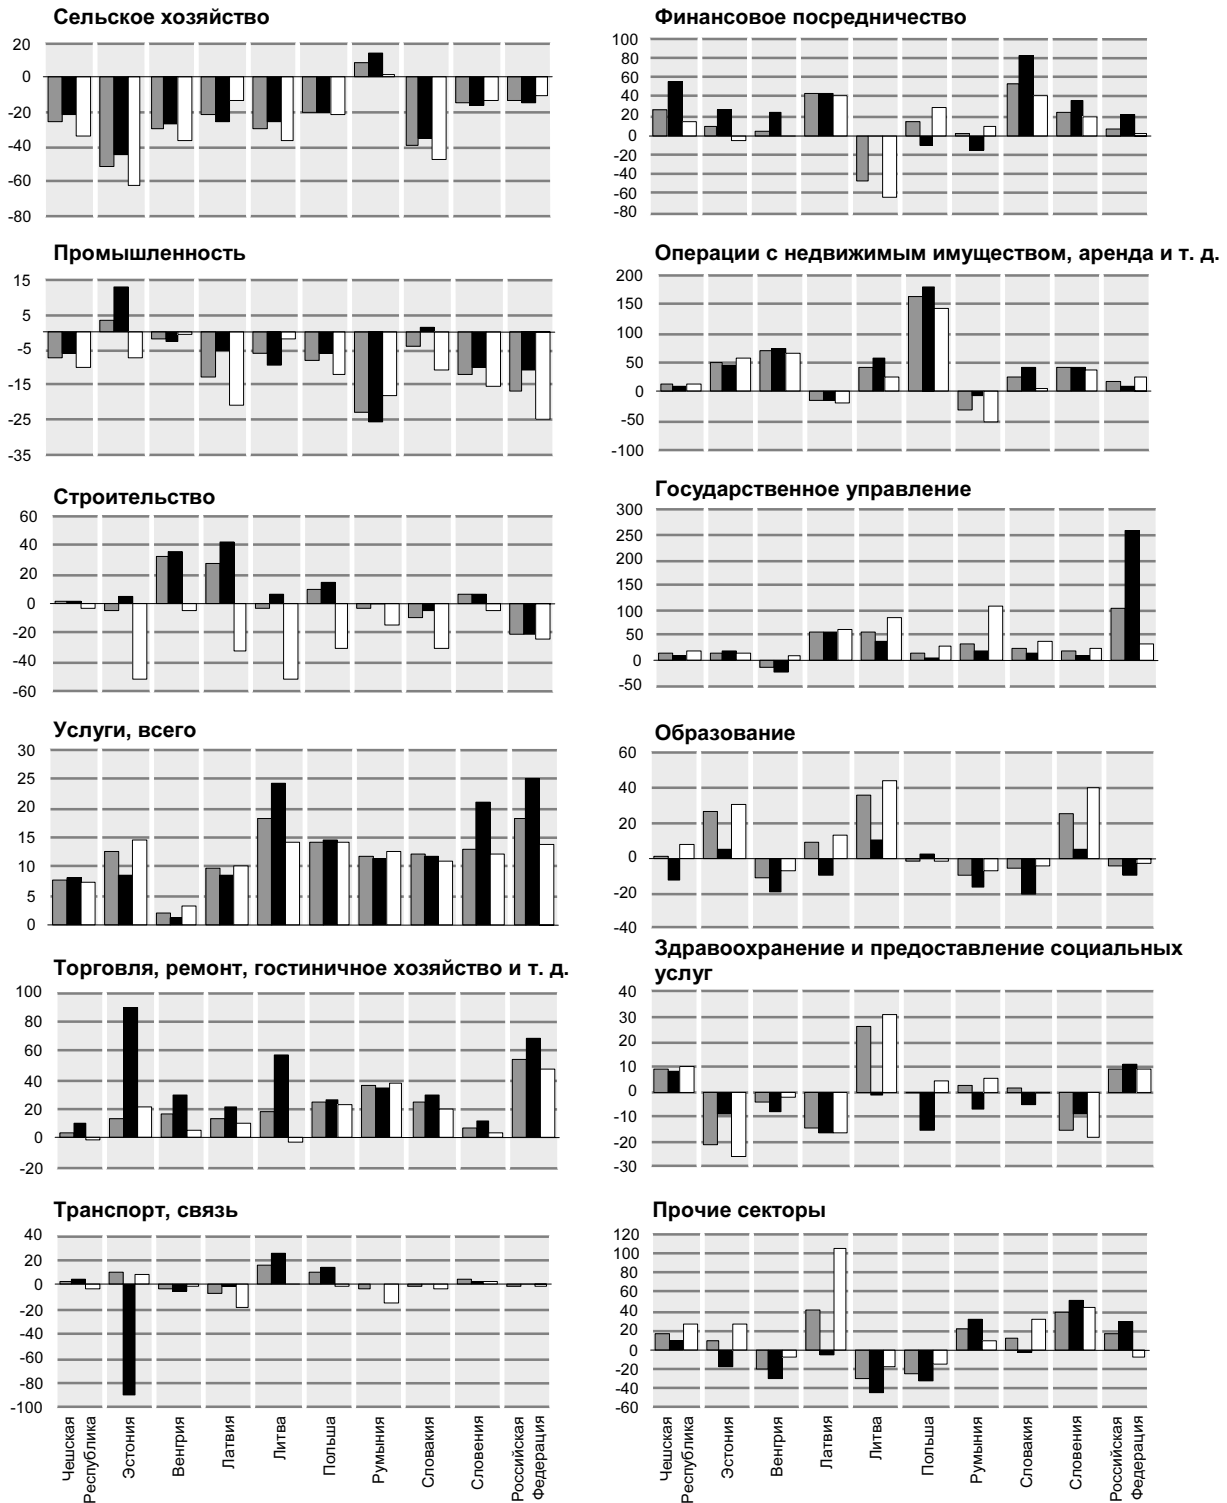 Сельское хозяйство
20
0
-20
-40
-60
-80
Промышленность
15
5
-5
-15
-25
-35
Строительство
60
40
20
0
-20
-40
-60
Услуги, всего
30
25
20
15
10
5
0
Торговля, ремонт, гостиничное хозяйство и т. д.
100
80
60
40
20
0
-20
Транспорт, связь
40
20
0
-20
-40
-60
-80
-100
Чешская
Республика
Эстония
Венгрия
Латвия
Литва
Польша
Румыния
Словакия
Словения
Российская
Федерация
Финансовое посредничество
100
80
60
40
20
0
-20
-40
-60
-80
Операции с недвижимым имуществом, аренда и т. д.
200
150
100
50
0
-50
-100
Государственное управление
300
250
200
150
100
50
0
-50
Образование
60
40
20
0
-20
-40
Здравоохранение и предоставление социальных
услуг
40
30
20
10
0
-10
-20
-30
Прочие секторы
120
100
80
60
40
20
0
-20
-40
-60
Чешская
Республика
Эстония
Венгрия
Латвия
Литва
Польша
Румыния
Словакия
Словения
Российская
Федерация